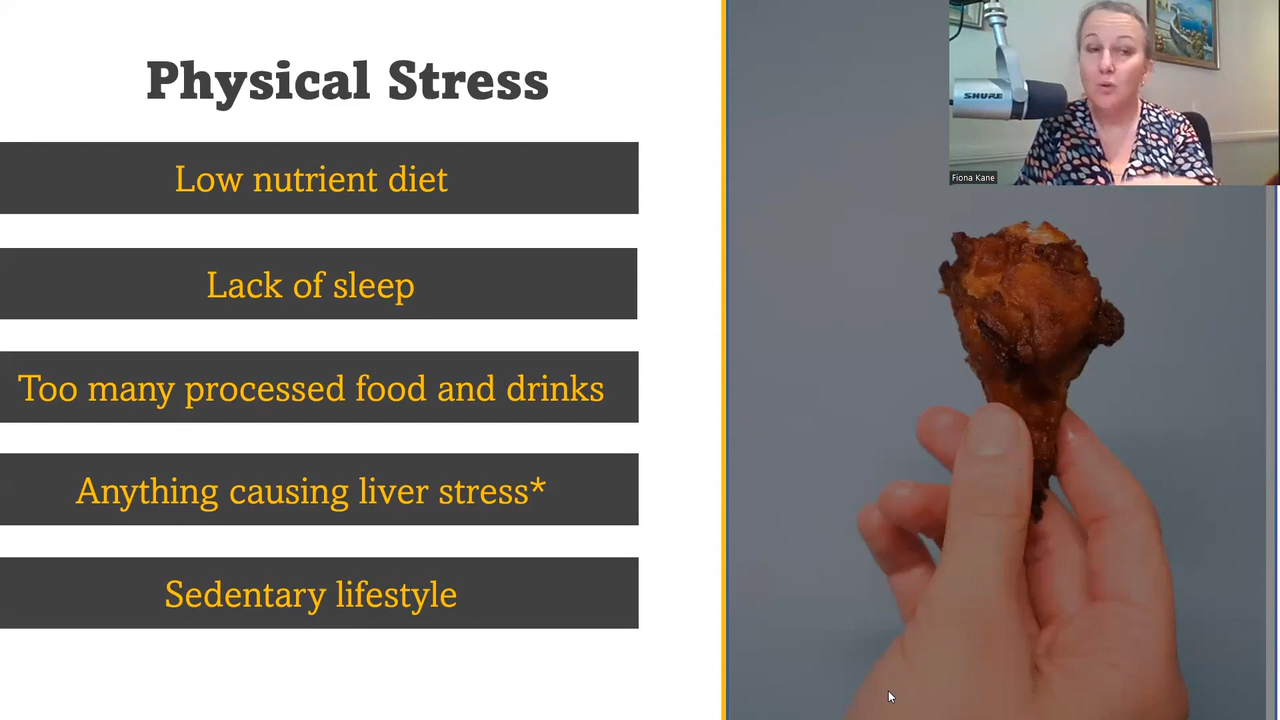 Physical Stress
Low nutrient diet
Lack of sleep
Too many processed food and drinks
Anything causing liver stress*
Sedentary lifestyle
SHURE
Fiona Kane